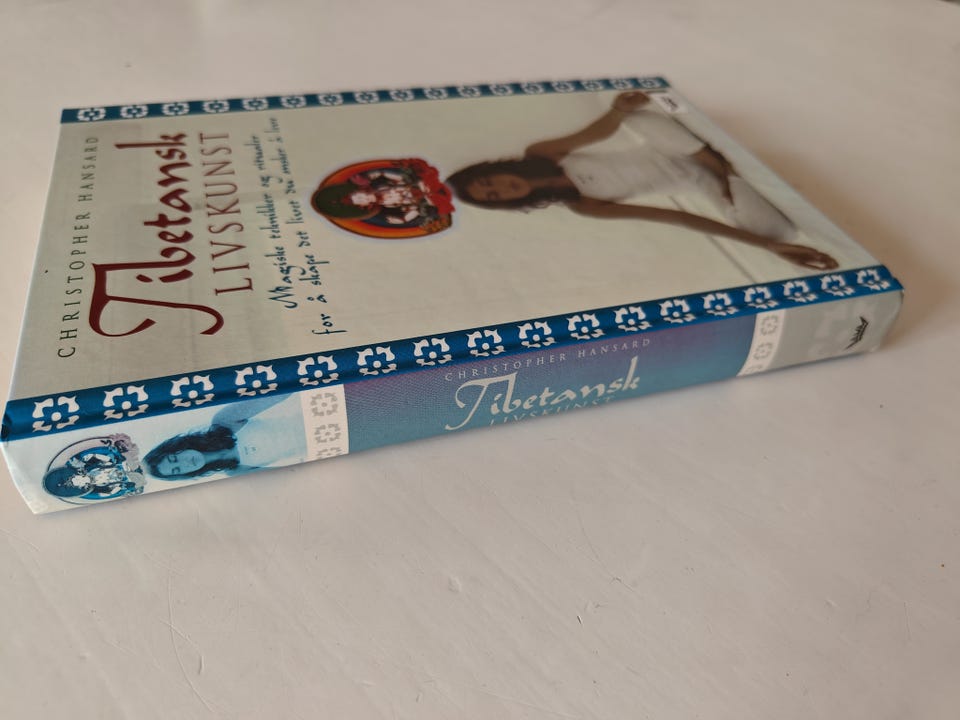 CHRISTOPHER HANSARD
Tibetansk
LIVSKUNST
Magiske teknikker og ritualer
for å skape det livet du ønsker å leve
CHRISTOPHER HANSARD
Tibetansk
LIVSKUNST